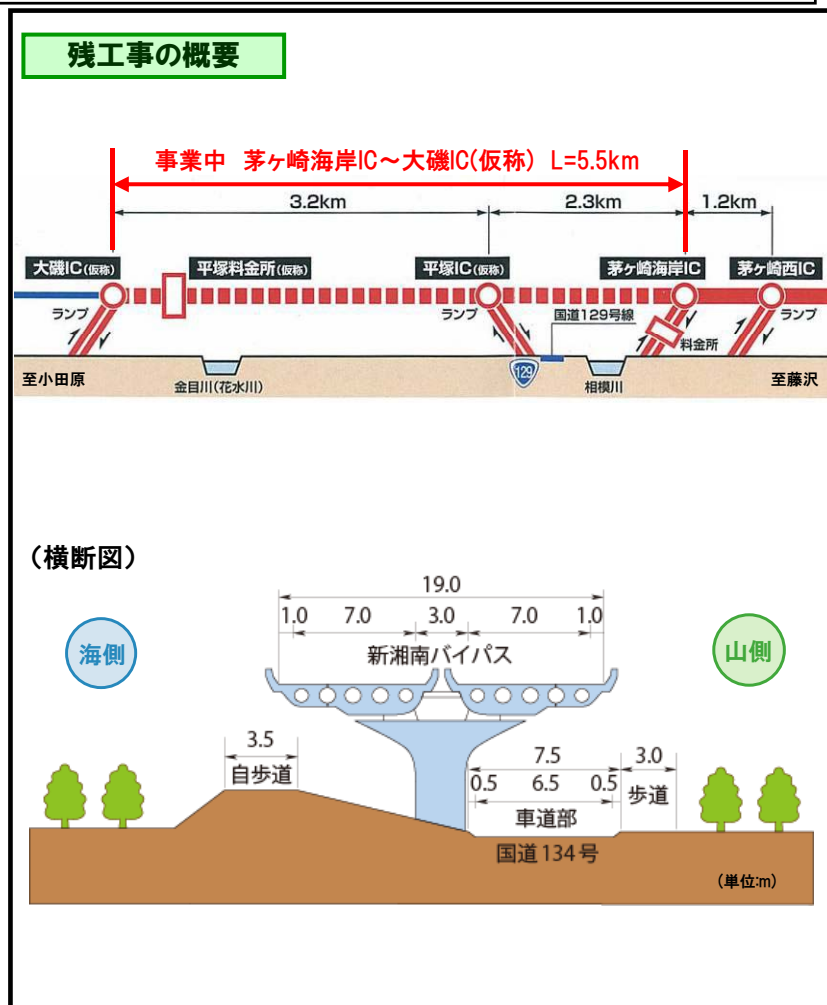 残工事の概要
事業中 茅ヶ崎海岸IC～大磯IC(仮称) L=5.5km
3.2km 2.3km 1.2km
大磯IC(仮称) 平塚料金所(仮称) 平塚IC(仮称) 茅ヶ崎海岸IC 茅ヶ崎西IC
ランプ ランプ 国道129号線 料金所 ランプ
至小田原 金目川(花水川) 129 相模川 至藤沢
(横断図)
19.0
1.0 7.0 3.0 7.0 1.0
海側 新湘南バイパス 山側
3.5 7.5 3.0
自歩道 0.5 6.5 0.5 歩道
車道部
国道134号
(単位:m)